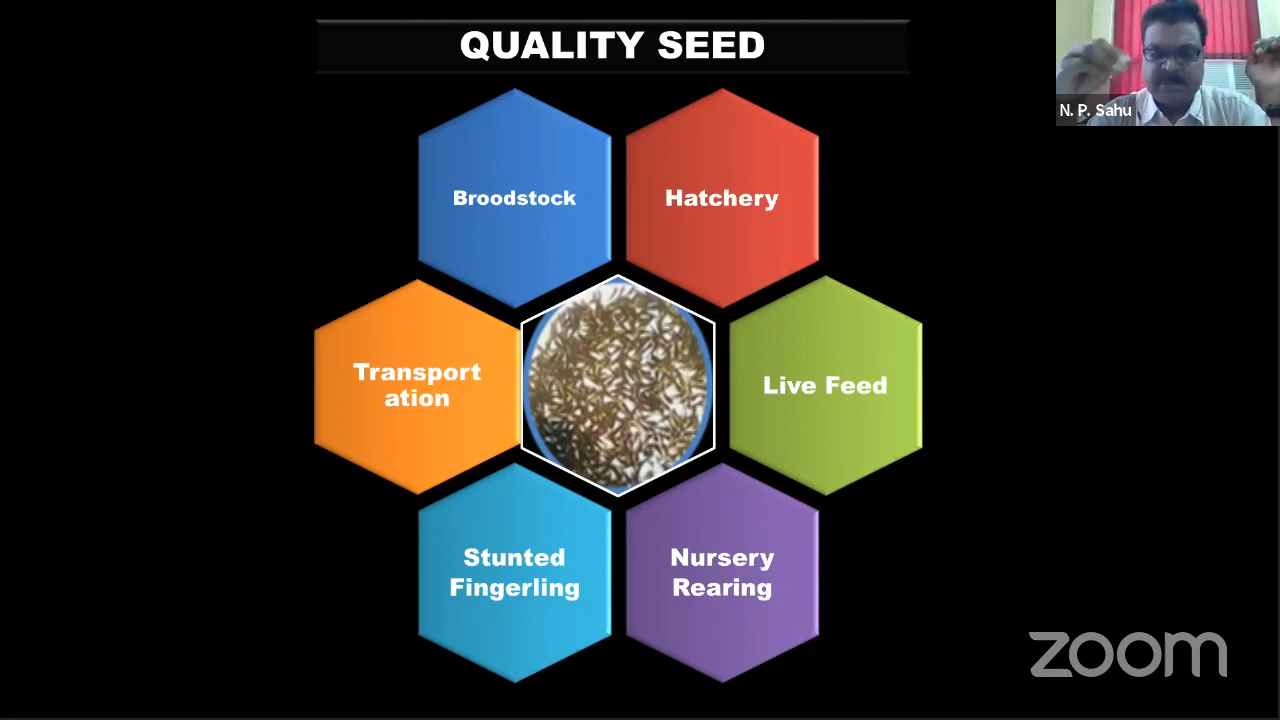 QUALITY SEED
N. P. Sahu
Broodstock
Hatchery
Transport
ation
Live Feed
Stunted
Fingerling
Nursery
Rearing
zoom